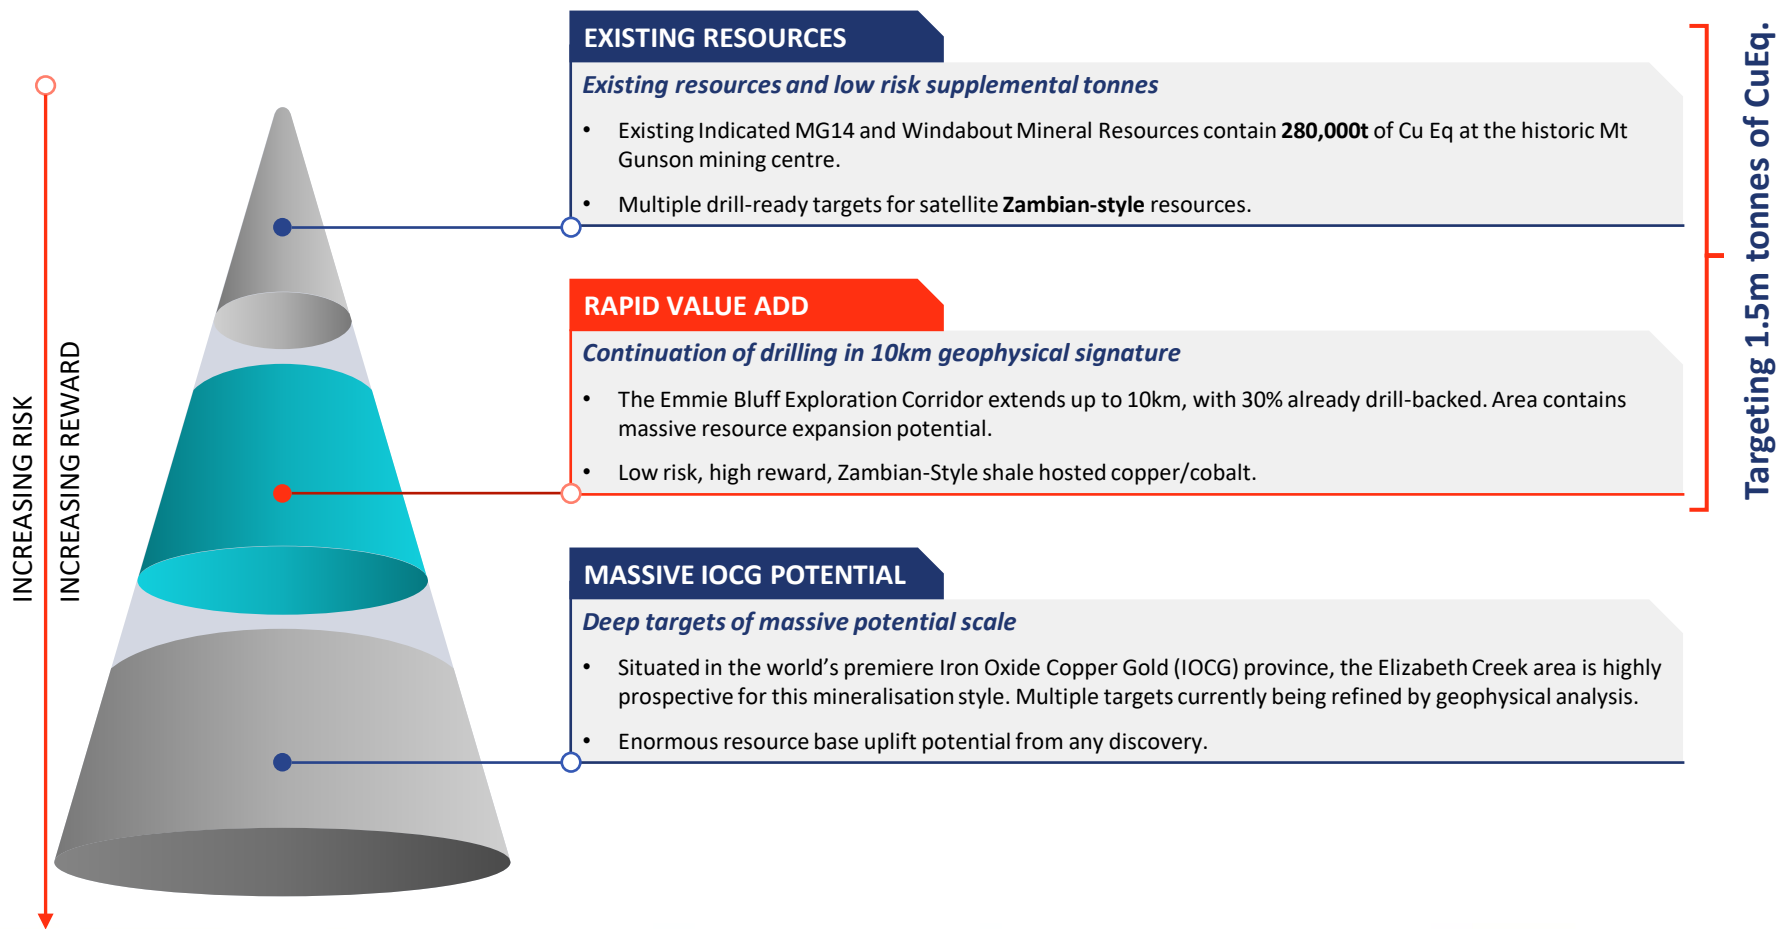 EXISTING RESOURCES
Existing resources and low risk supplemental tonnes
• Existing Indicated MG14 and Windabout Mineral Resources contain 280,000t of Cu Eq at the historic Mt
Gunson mining centre.
• Multiple drill-ready targets for satellite Zambian-style resources.
RAPID VALUE ADD
Continuation of drilling in 10km geophysical signature
• The Emmie Bluff Exploration Corridor extends up to 10km, with 30% already drill-backed. Area contains
massive resource expansion potential.
• Low risk, high reward, Zambian-Style shale hosted copper/cobalt.
MASSIVE IOCG POTENTIAL
Deep targets of massive potential scale
• Situated in the world's premiere Iron Oxide Copper Gold (IOCG) province, the Elizabeth Creek area is highly
prospective for this mineralisation style. Multiple targets currently being refined by geophysical analysis.
• Enormous resource base uplift potential from any discovery.
INCREASING RISK
INCREASING REWARD
Targeting 1.5m tonnes of CuEq.